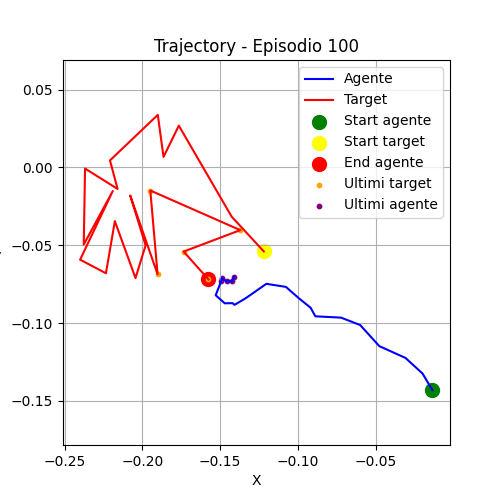 Trajectory - Episodio 100
Agente
Target
Start agente
Start target
End agente
Ultimi target
Ultimi agente
0.05
0.00
−0.05
−0.10
−0.15
−0.25
−0.20
−0.15
−0.10
−0.05
X